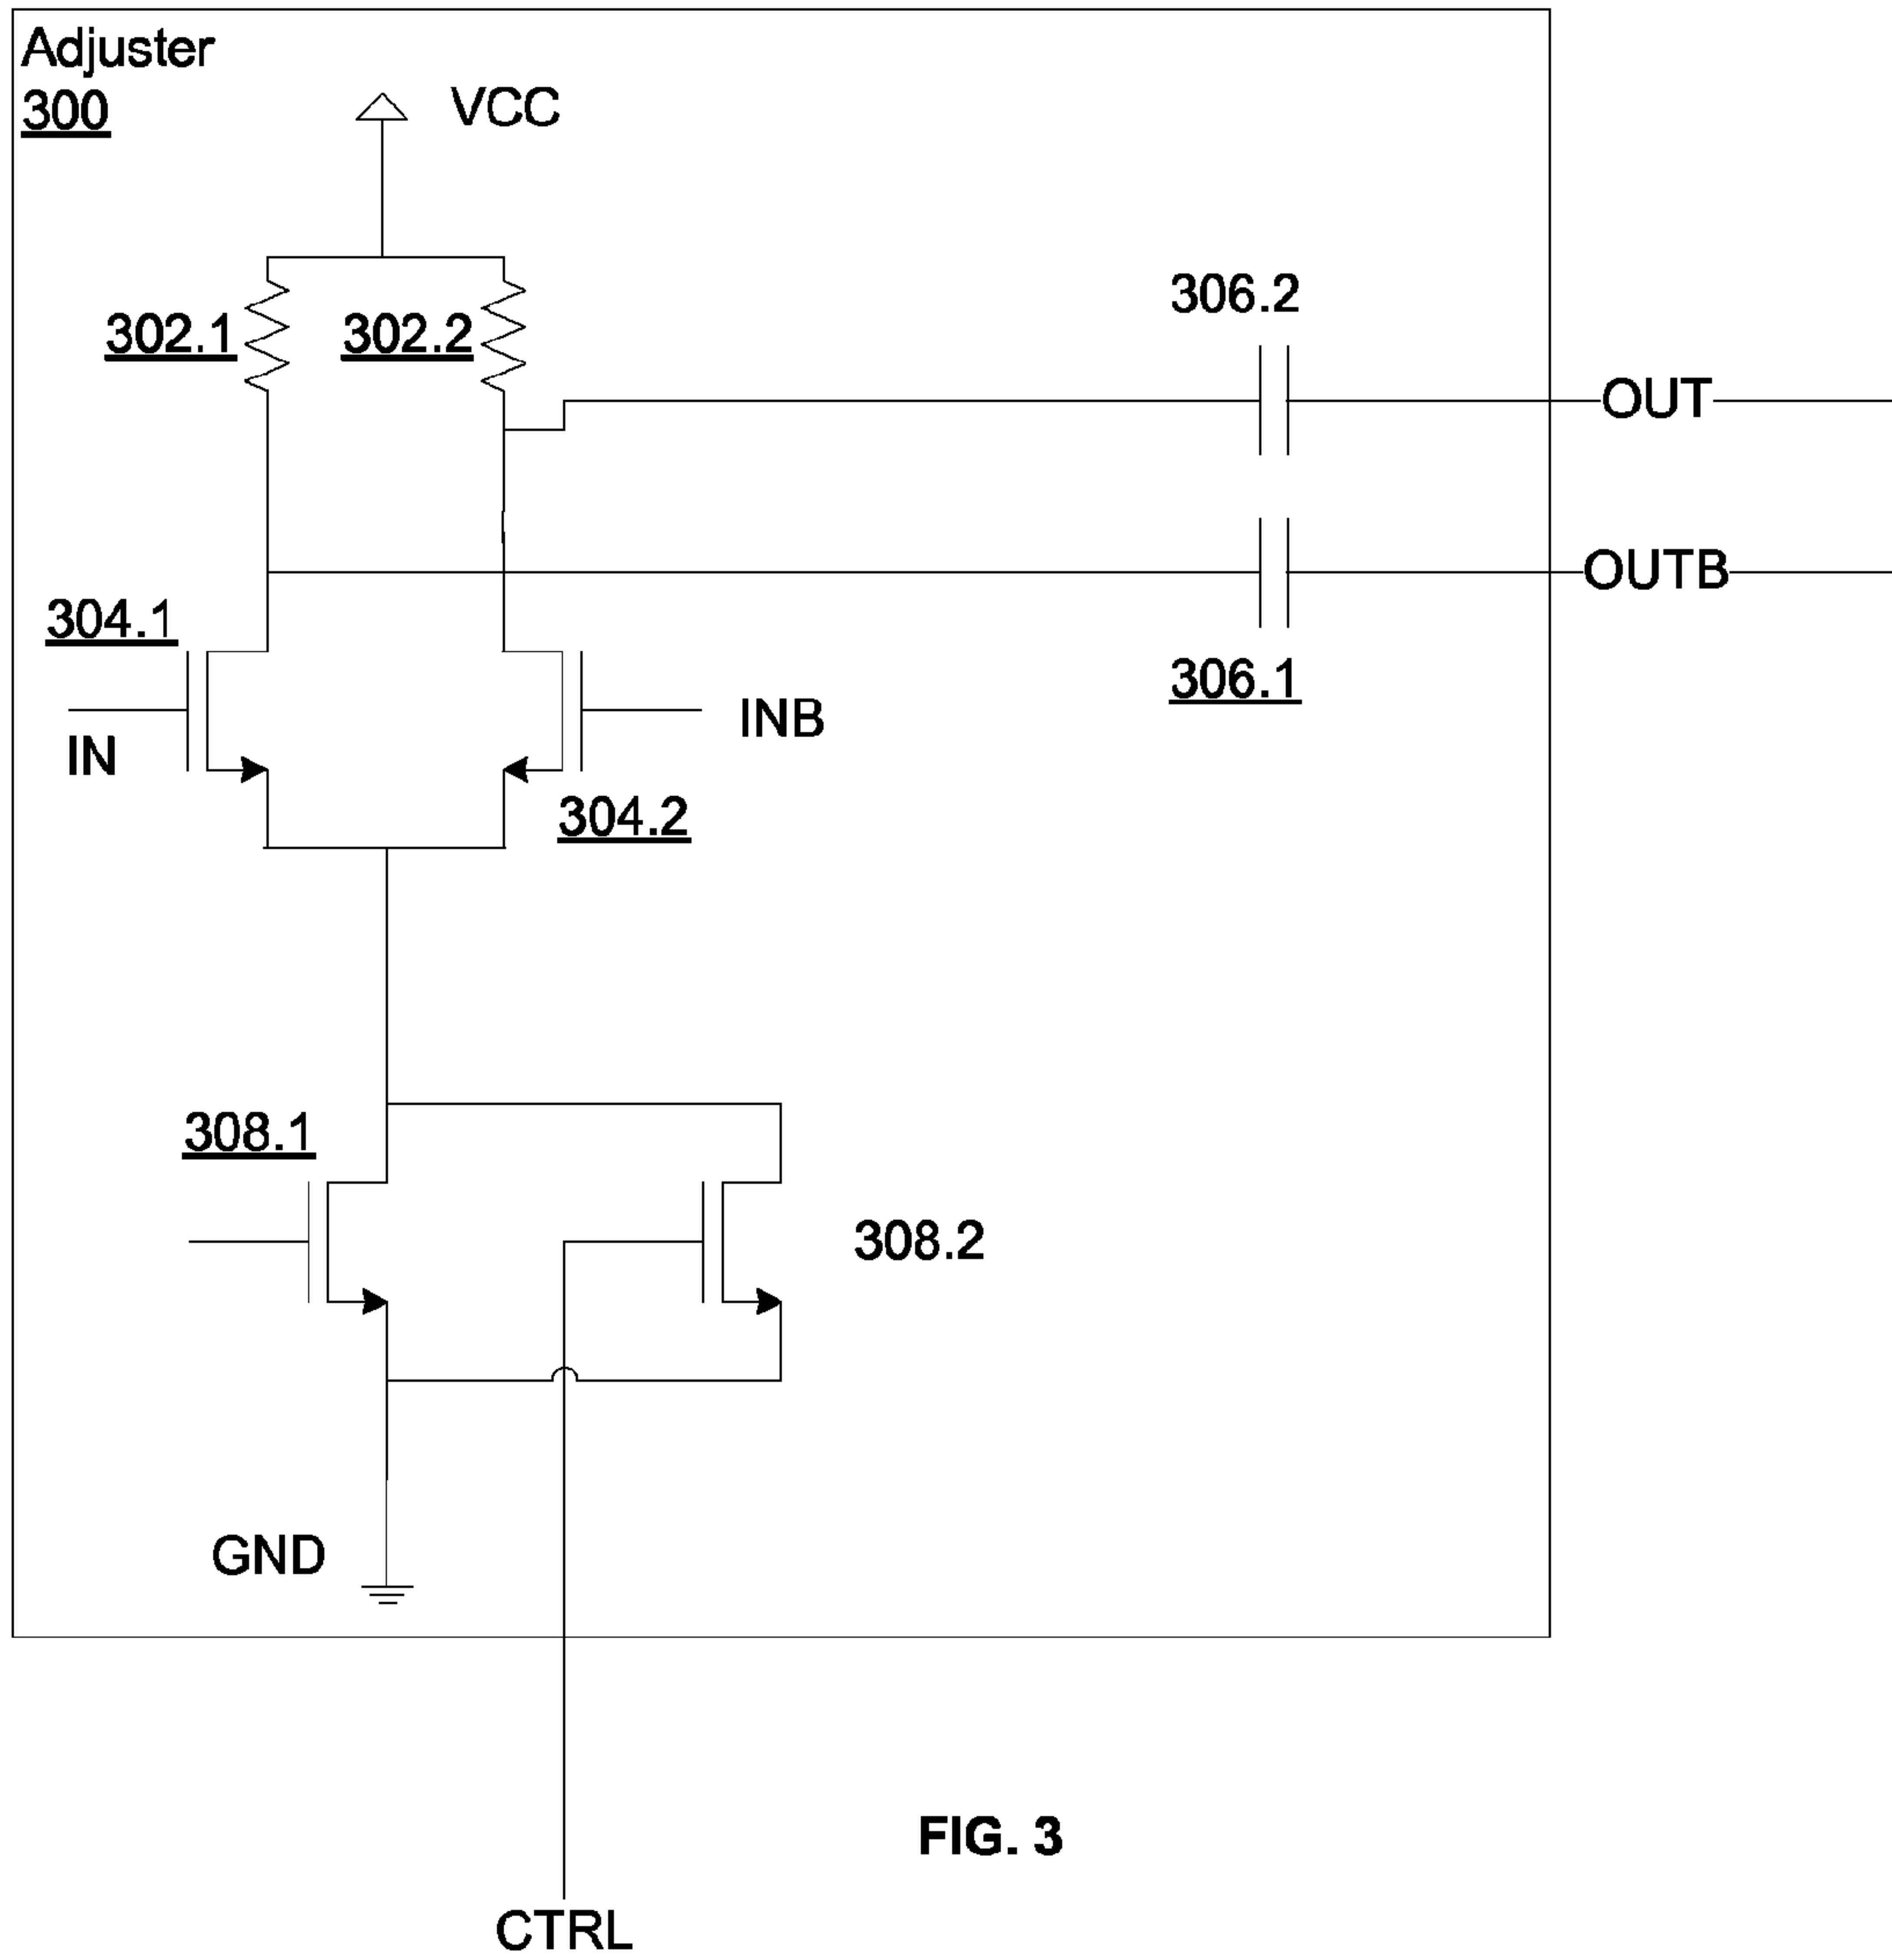 Adjuster
300
VCC
306.2
302.1
302.2
OUT
OUTB
304.1
306.1
INB
IN
304.2
308.1
308.2
GND
FIG. 3
CTRL